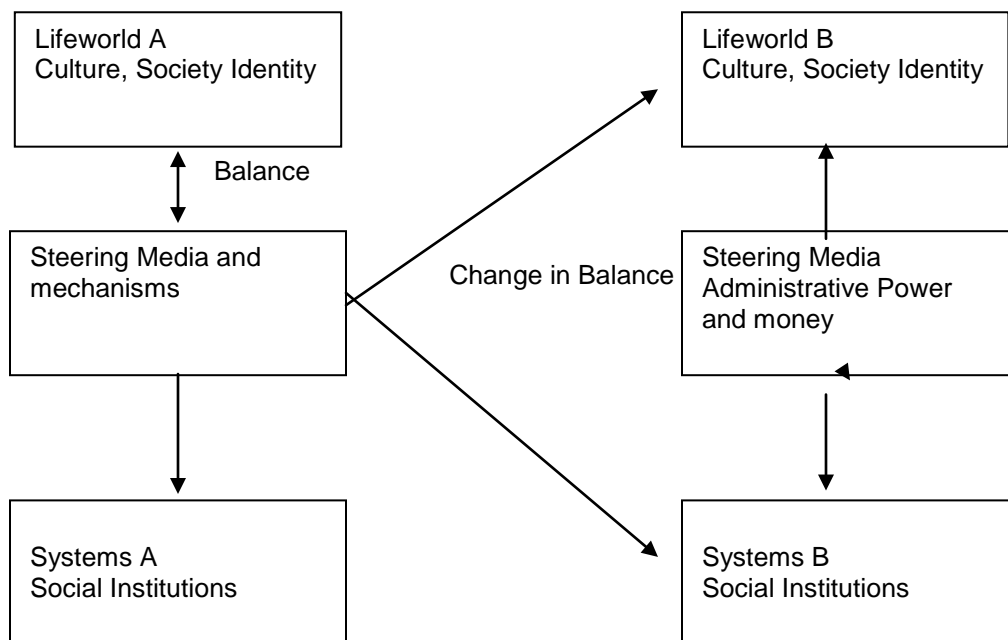 Lifeworld A
Culture, Society Identity
Lifeworld B
Culture, Society Identity
Balance
Steering Media and
mechanisms
Change in Balance
Steering Media
Administrative Power
and money
Systems A
Social Institutions
Systems B
Social Institutions